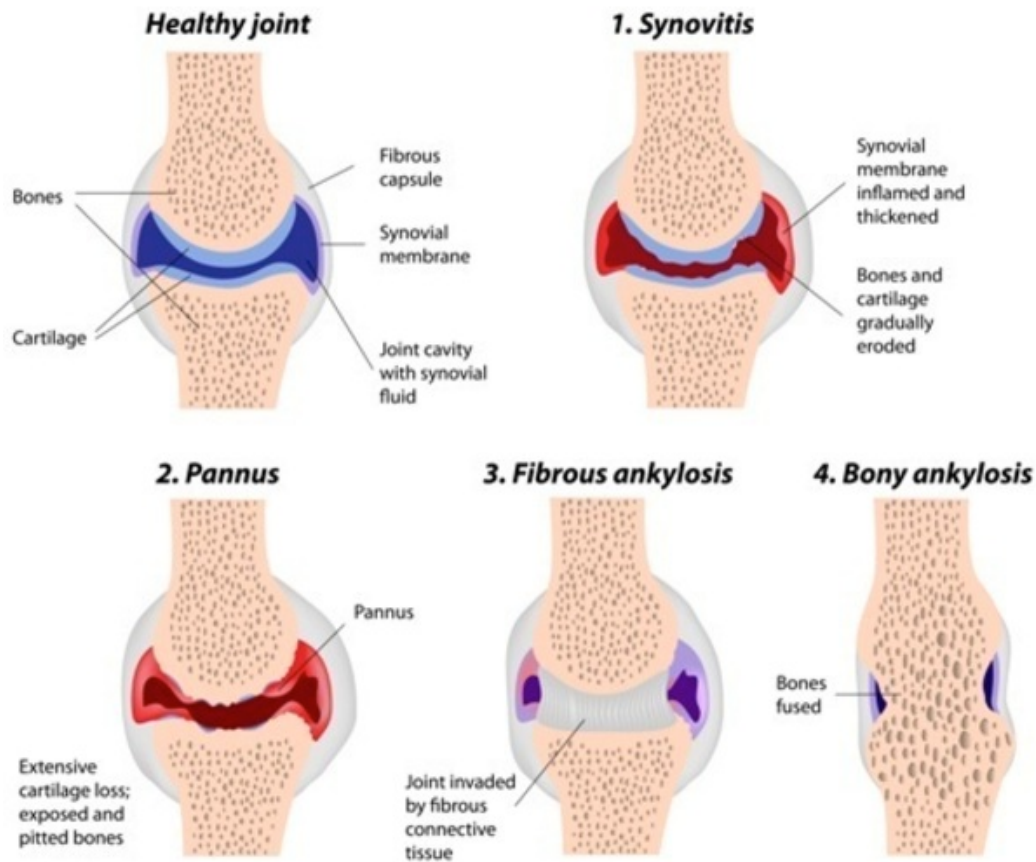 Healthy joint
Bones
Cartilage
Fibrous
capsule
Synovial
membrane
Joint cavity
with synovial
fluid
1. Synovitis
Synovial
membrane
inflamed and
thickened
Bones and
cartilage
gradually
eroded
2. Pannus
Pannus
Extensive
cartilage loss;
exposed and
pitted bones
3. Fibrous ankylosis
Joint invaded
by fibrous
connective
tissue
4. Bony ankylosis
Bones
fused